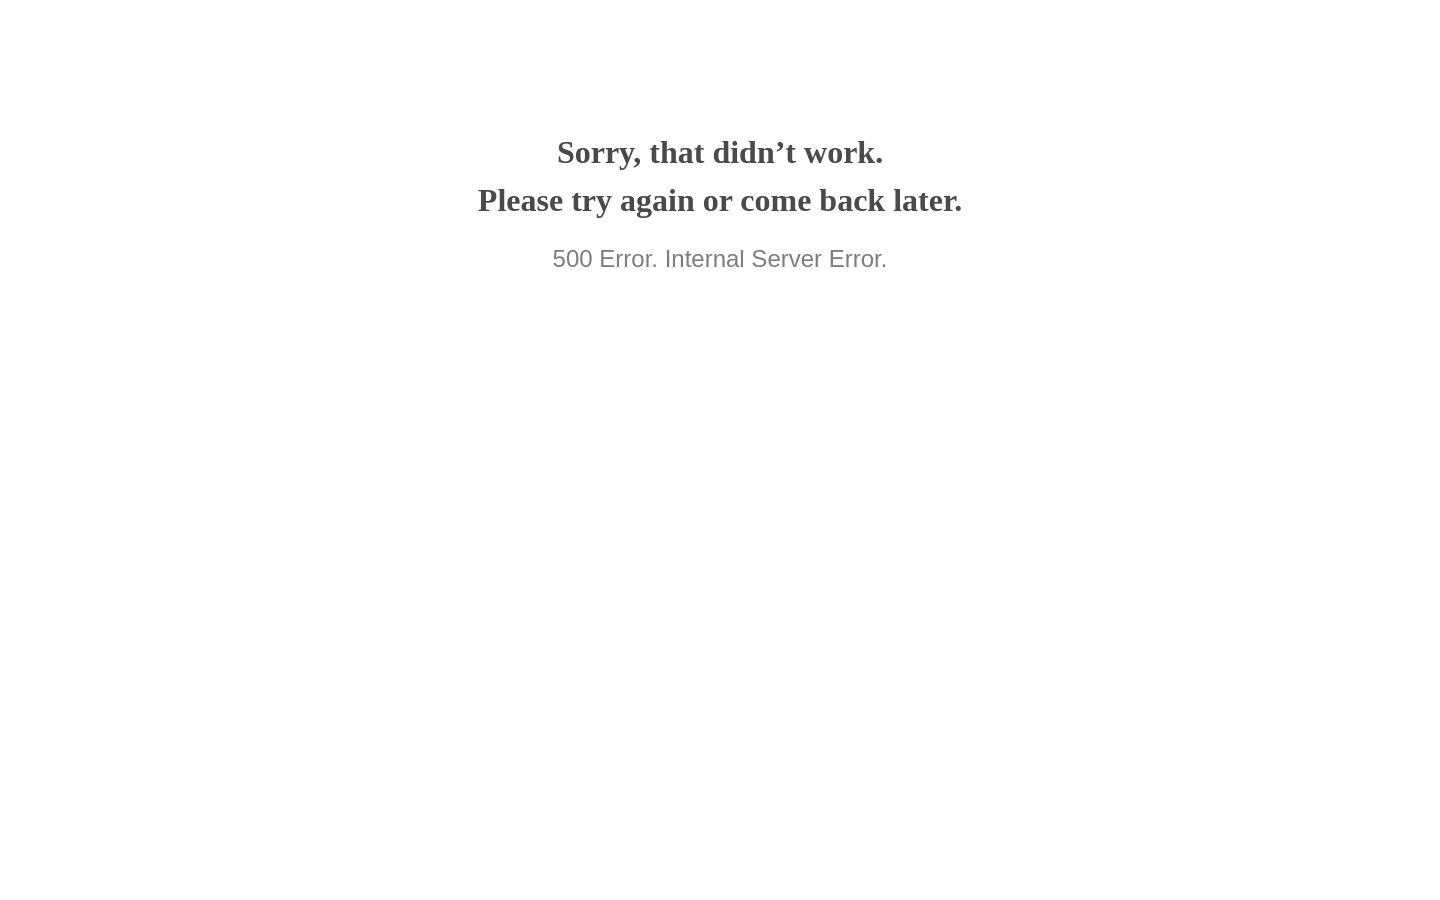 Sorry, that didn’t work.
Please try again or come back later.
500 Error. Internal Server Error.